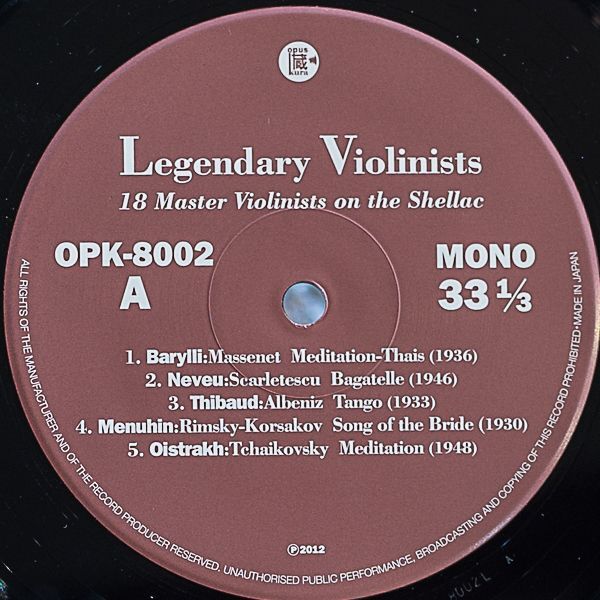 opus
蔵
kura
Legendary Violinists
18 Master Violinists on the Shellac
OPK-8002
A
MONO
33 1/3
1. Barylli:Massenet Meditation-Thais (1936)
2. Neveu:Scarletescu Bagatelle (1946)
3. Thibaud:Albeniz Tango (1933)
4. Menuhin:Rimsky-Korsakov Song of the Bride (1930)
5. Oistrakh:Tchaikovsky Meditation (1948)
℗2012
ALL RIGHTS OF THE MANUFACTURER AND OF THE RECORD PRODUCER RESERVED. UNAUTHORISED PUBLIC PERFORMANCE, BROADCASTING AND COPYING OF THIS RECORD PROHIBITED•MADE IN JAPAN